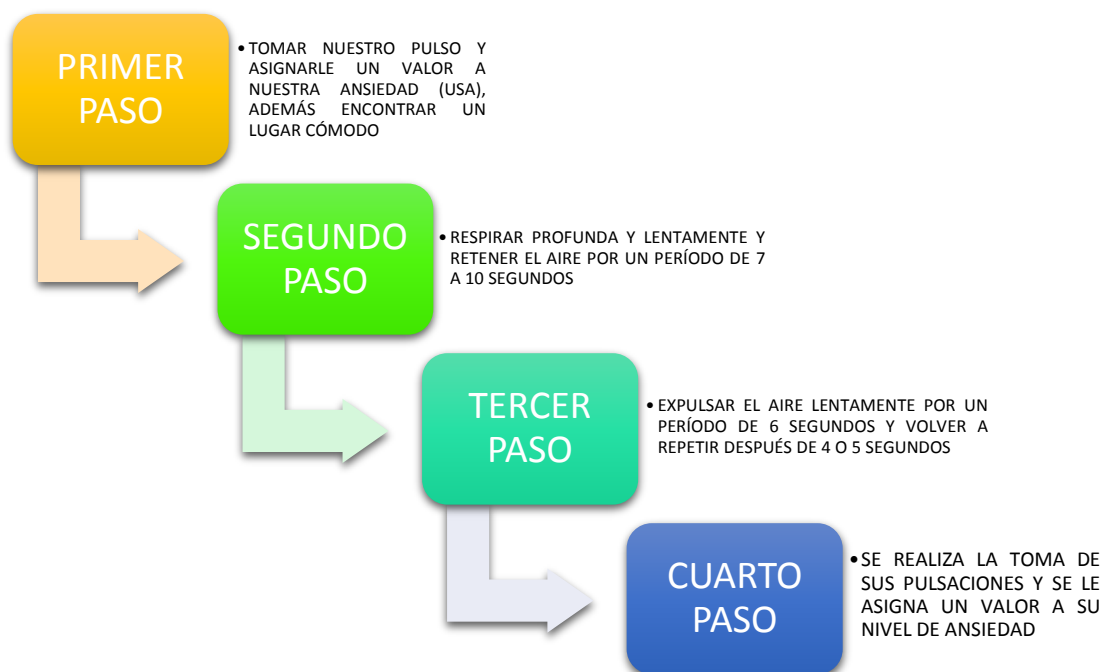 PRIMER
PASO
• TOMAR NUESTRO PULSO Y
ASIGNARLE UN VALOR A
NUESTRA ANSIEDAD (USA),
ADEMÁS ENCONTRAR UN
LUGAR CÓMODO
SEGUNDO
PASO
• RESPIRAR PROFUNDA Y LENTAMENTE Y
RETENER EL AIRE POR UN PERÍODO DE 7
A 10 SEGUNDOS
TERCER
PASO
• EXPULSAR EL AIRE LENTAMENTE POR UN
PERÍODO DE 6 SEGUNDOS Y VOLVER A
REPETIR DESPUÉS DE 4 O 5 SEGUNDOS
CUARTO
PASO
• SE REALIZA LA TOMA DE
SUS PULSACIONES Y SE LE
ASIGNA UN VALOR A SU
NIVEL DE ANSIEDAD